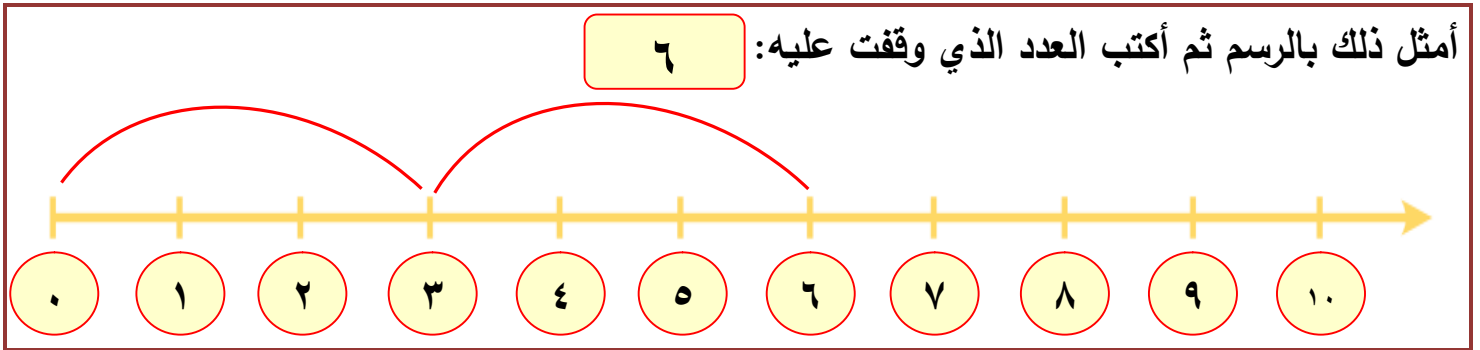 أمثل ذلك بالرسم ثم أكتب العدد الذي وقفت عليه: ٦
٠ ١ ٢ ٣ ٤ ٥ ٦ ٧ ٨ ٩ ١٠